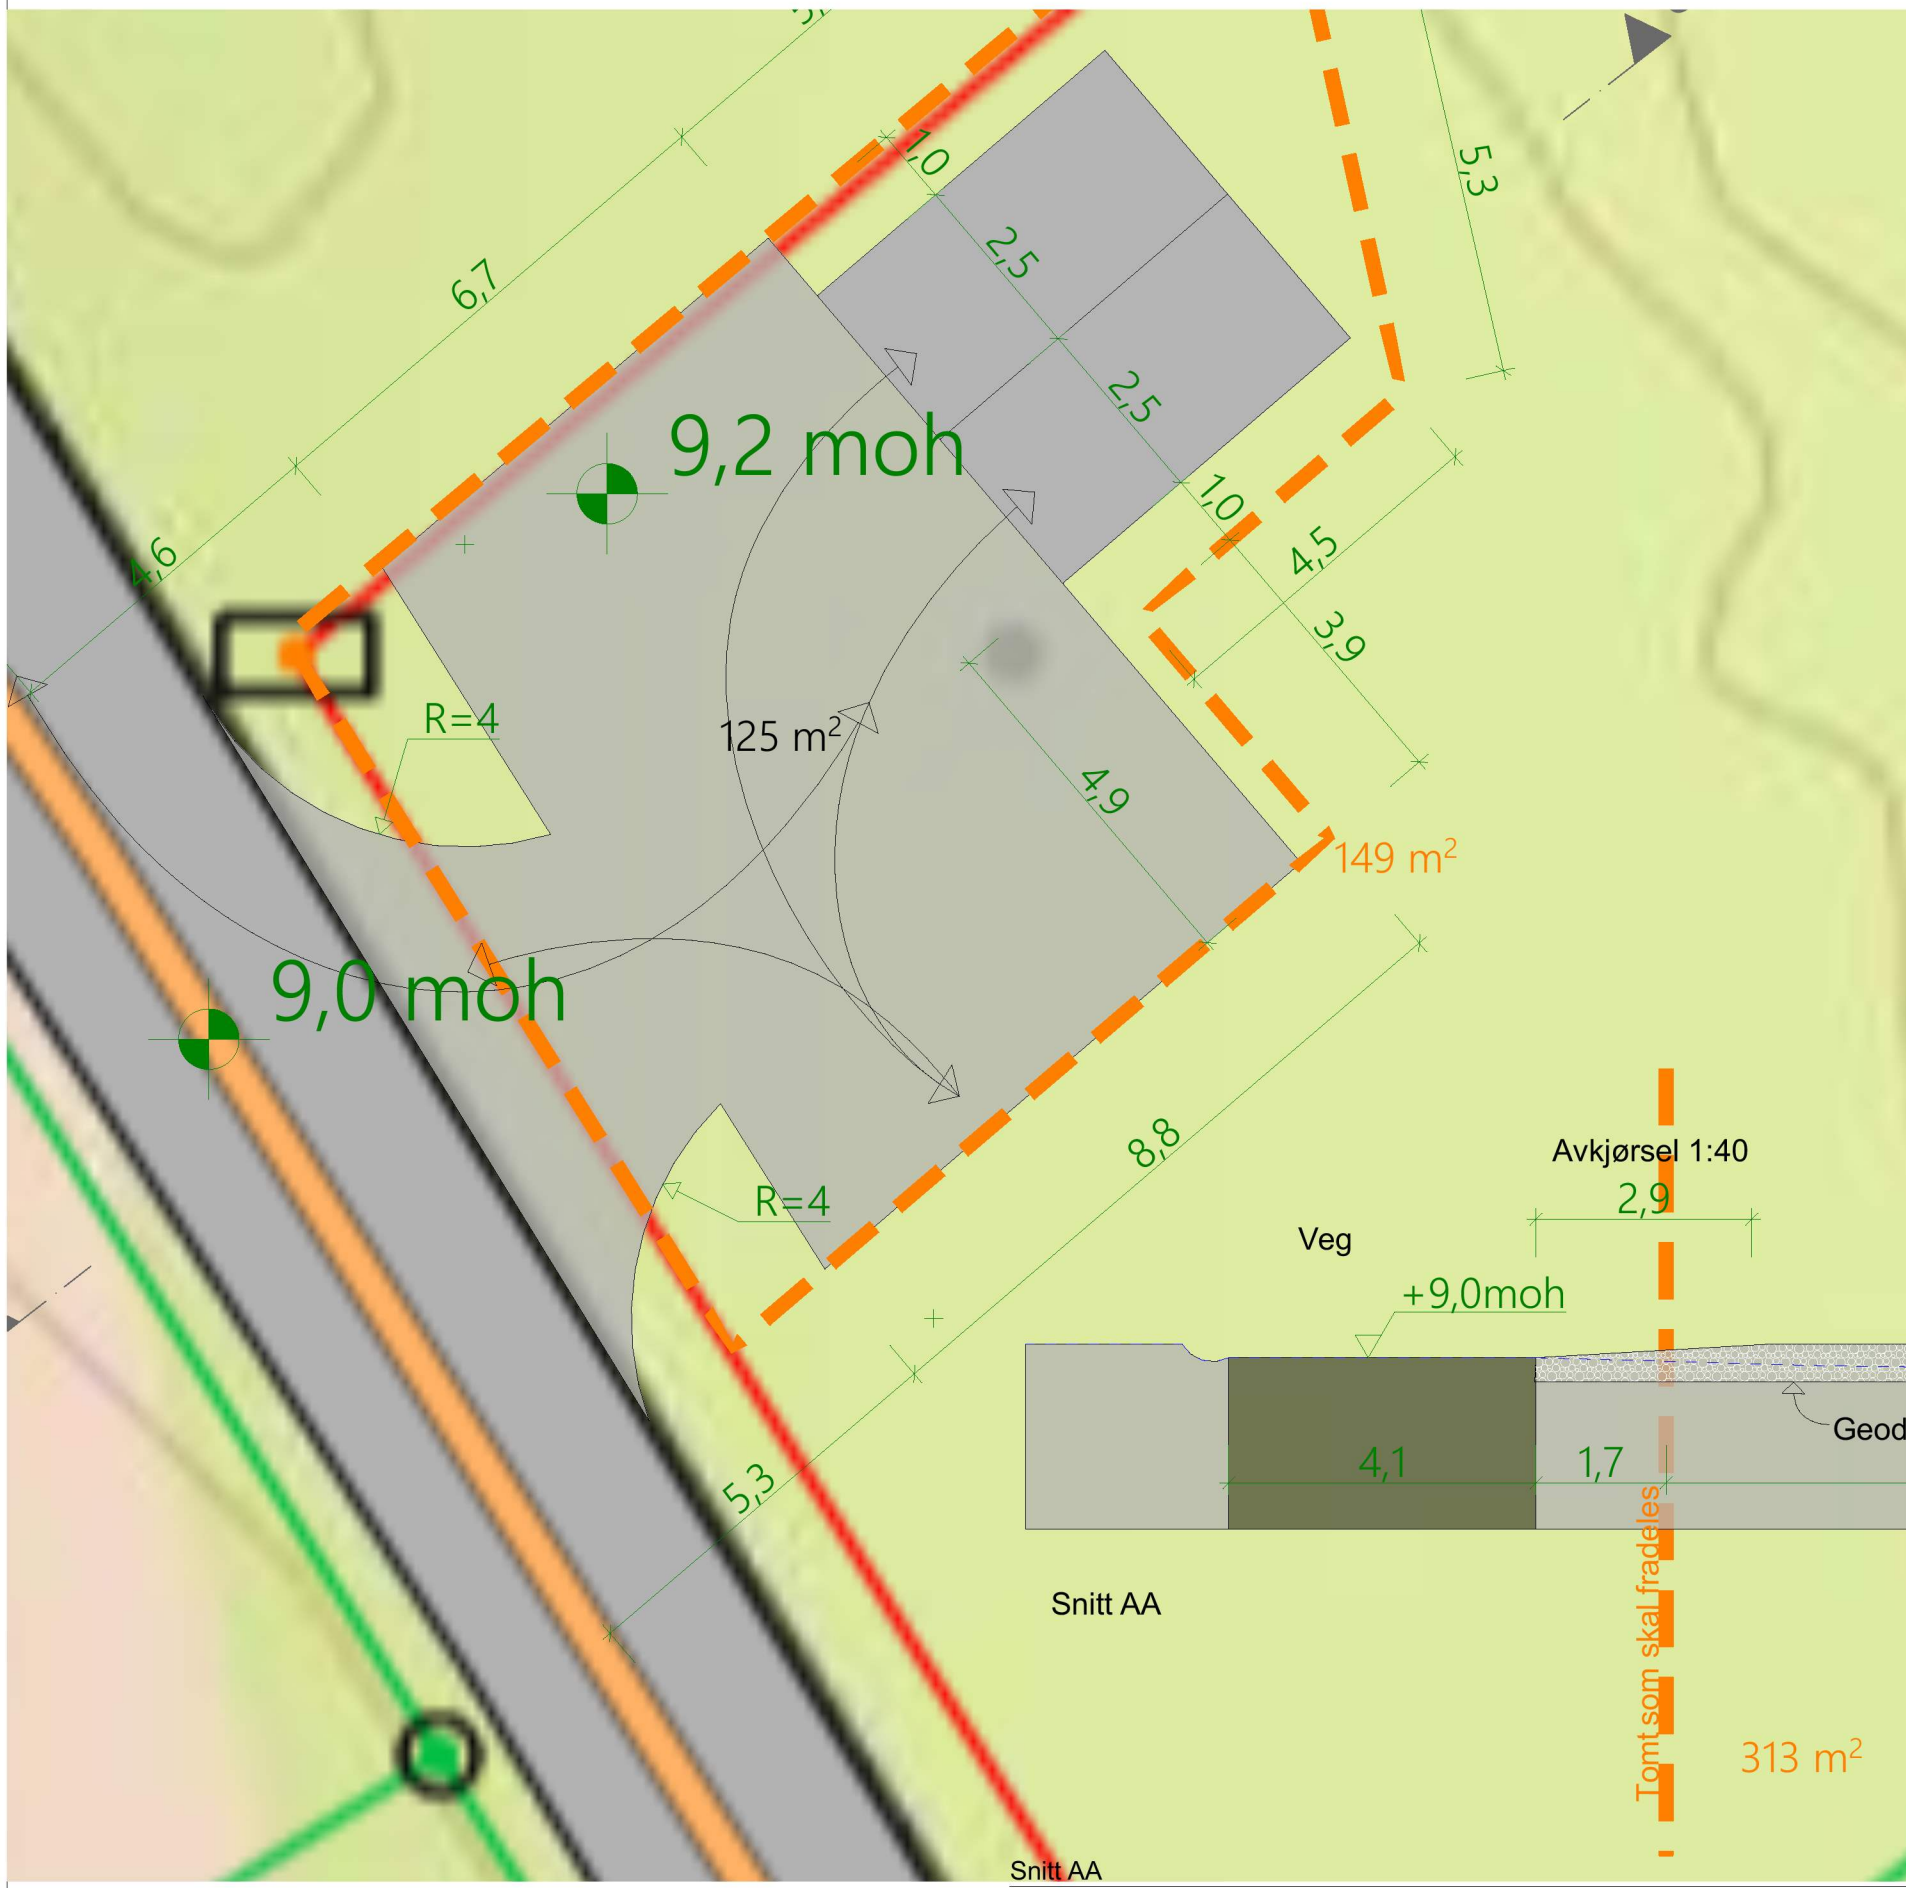 1,0
5,3
2,5
6,7
2,5
9,2 moh
1,0
4,5
4,6
3,9
R=4
125 m²
4,9
149 m²
9,0 moh
8,8
Avkjørsel 1:40
R=4
2,9
Veg
+9,0moh
Geod
4,1
1,7
5,3
Snitt AA
Tomt som skal fradeles
313 m²
Snitt AA